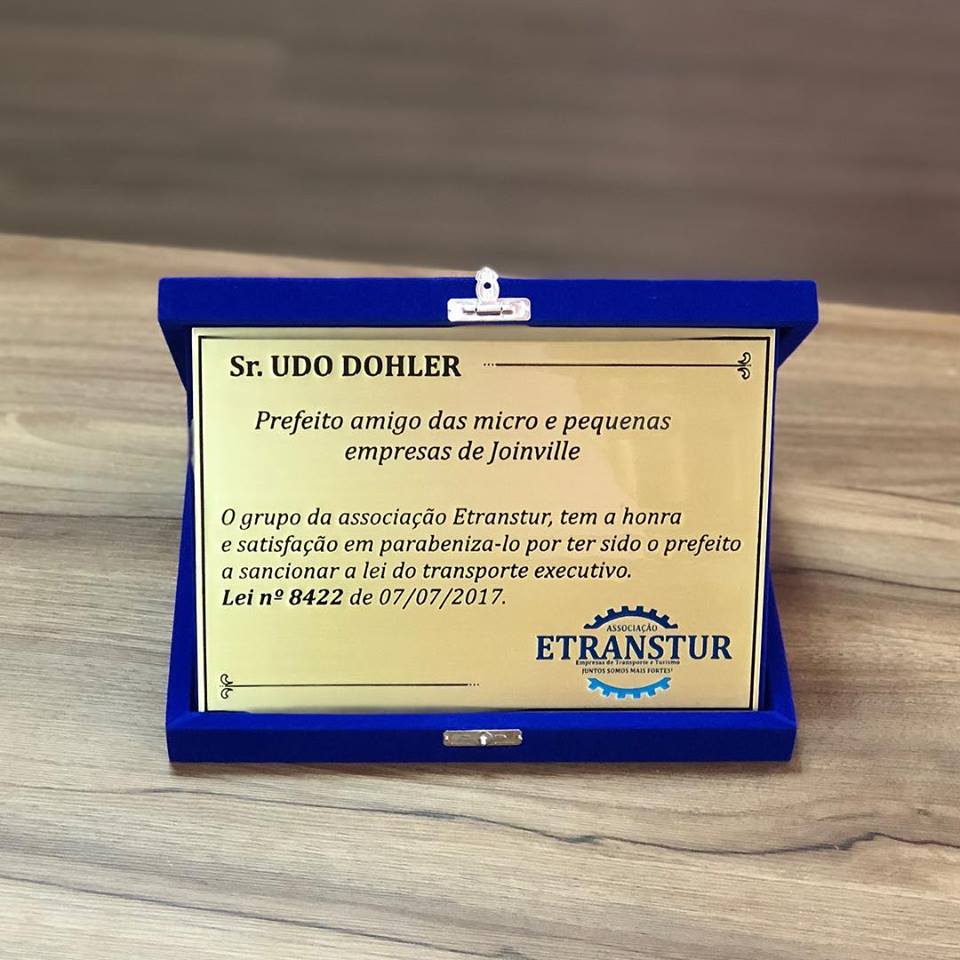 Sr. UDO DOHLER
Prefeito amigo das micro e pequenas
empresas de Joinville
O grupo da associação Etranstur, tem a honra
e satisfação em parabeniza-lo por ter sido o prefeito
a sancionar a lei do transporte executivo.
Lei nº 8422 de 07/07/2017.
ASSOCIAÇÃO
ETRANSTUR
Empresas de Transporte e Turismo
JUNTOS SOMOS MAIS FORTES!